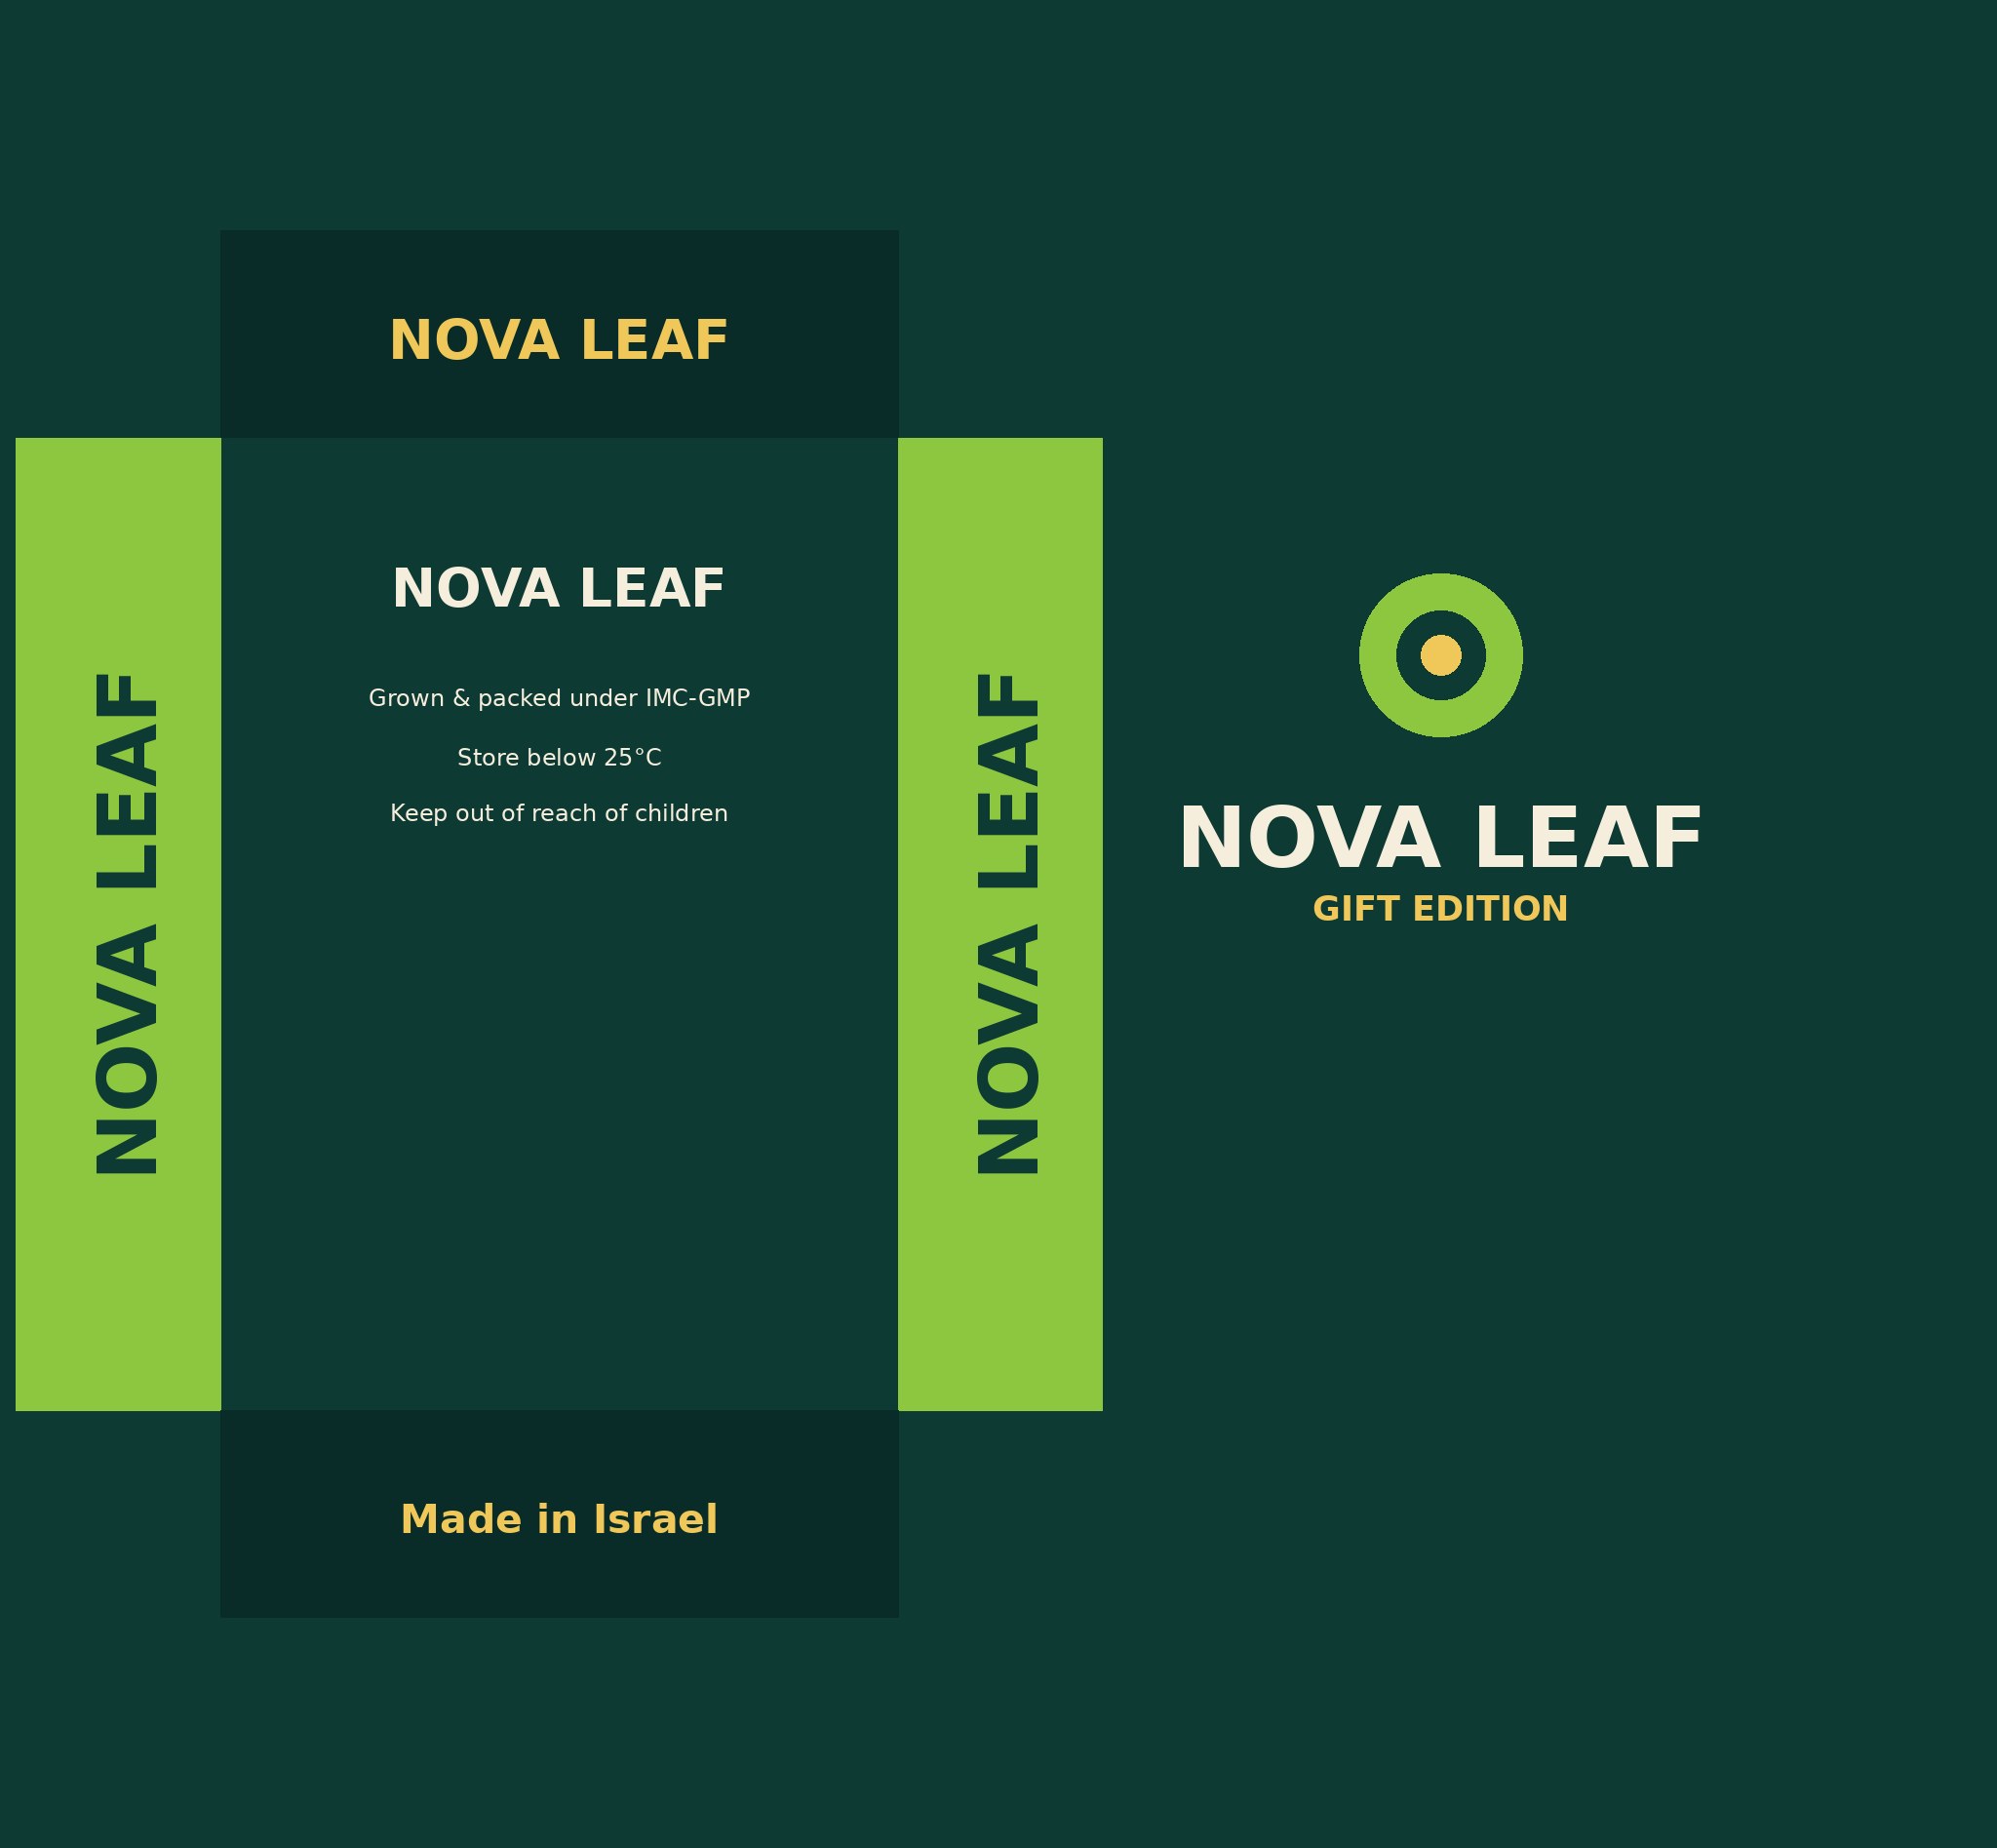 NOVA LEAF
NOVA LEAF
NOVA LEAF
Grown & packed under IMC-GMP
Store below 25°C
Keep out of reach of children
NOVA LEAF
NOVA LEAF
GIFT EDITION
Made in Israel